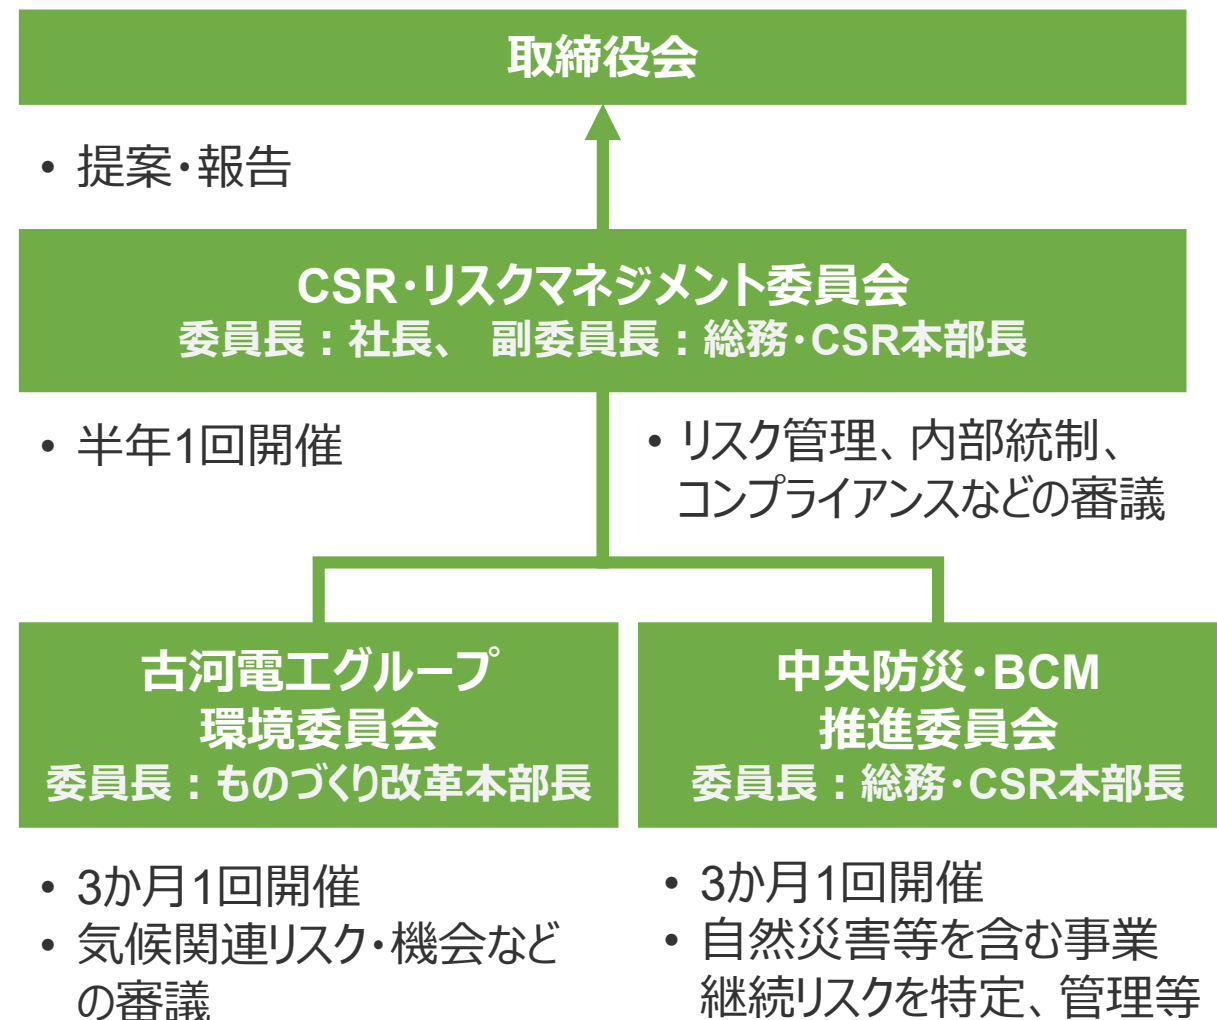 取締役会
• 提案・報告
CSR・リスクマネジメント委員会
委員長：社長、 副委員長：総務・CSR本部長
• 半年1回開催
• リスク管理、内部統制、
コンプライアンスなどの審議
古河電工グループ
環境委員会
委員長：ものづくり改革本部長
• 3か月1回開催
• 気候関連リスク・機会など
の審議
中央防災・BCM
推進委員会
委員長：総務・CSR本部長
• 3か月1回開催
• 自然災害等を含む事業
継続リスクを特定、管理等